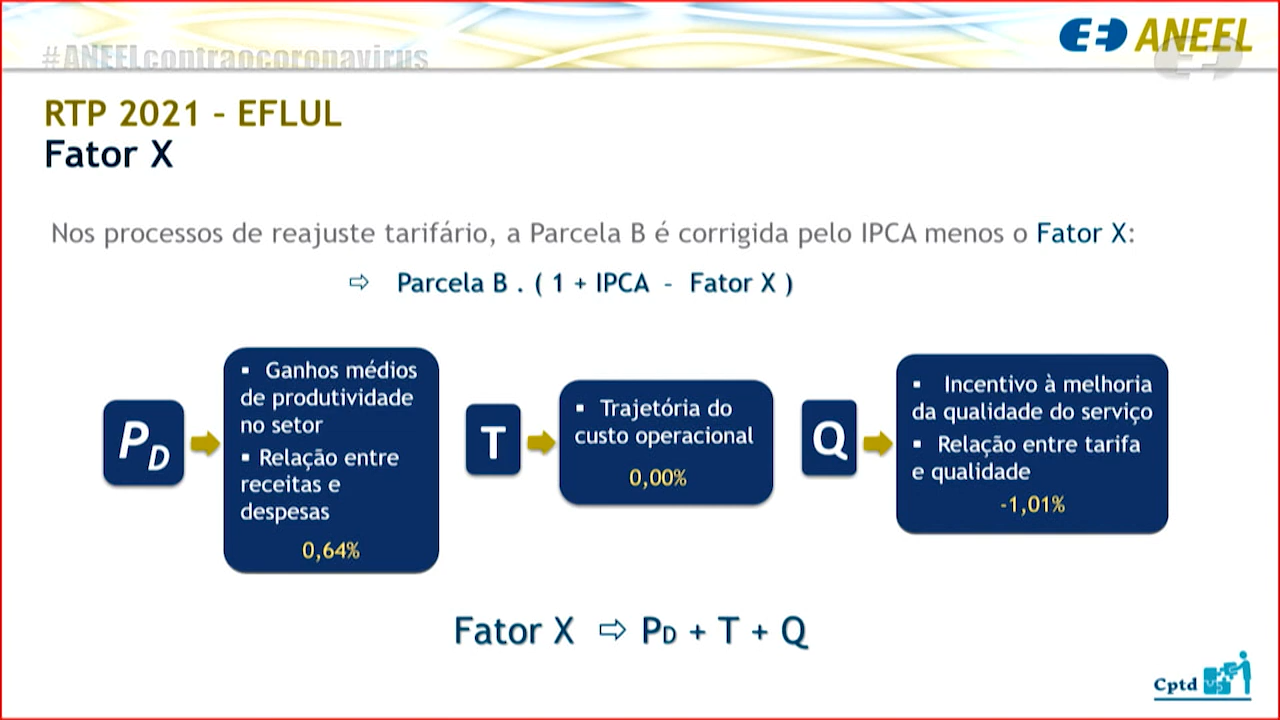 #ANEELcontraocoronavirus
ANEEL
RTP 2021 – EFLUL
Fator X
Nos processos de reajuste tarifário, a Parcela B é corrigida pelo IPCA menos o Fator X:
⇨ Parcela B . ( 1 + IPCA – Fator X )
PD
▪ Ganhos médios
de produtividade
no setor
▪ Relação entre
receitas e
despesas
0,64%
T
▪ Trajetória do
custo operacional
0,00%
Q
▪ Incentivo à melhoria
da qualidade do serviço
▪ Relação entre tarifa
e qualidade
-1,01%
Fator X ⇨ PD + T + Q
Cptd